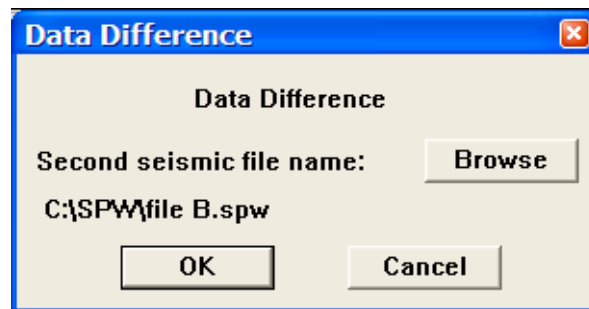 Data Difference
Data Difference
Second seismic file name:
Browse
C:\SPW\file B.spw
OK
Cancel